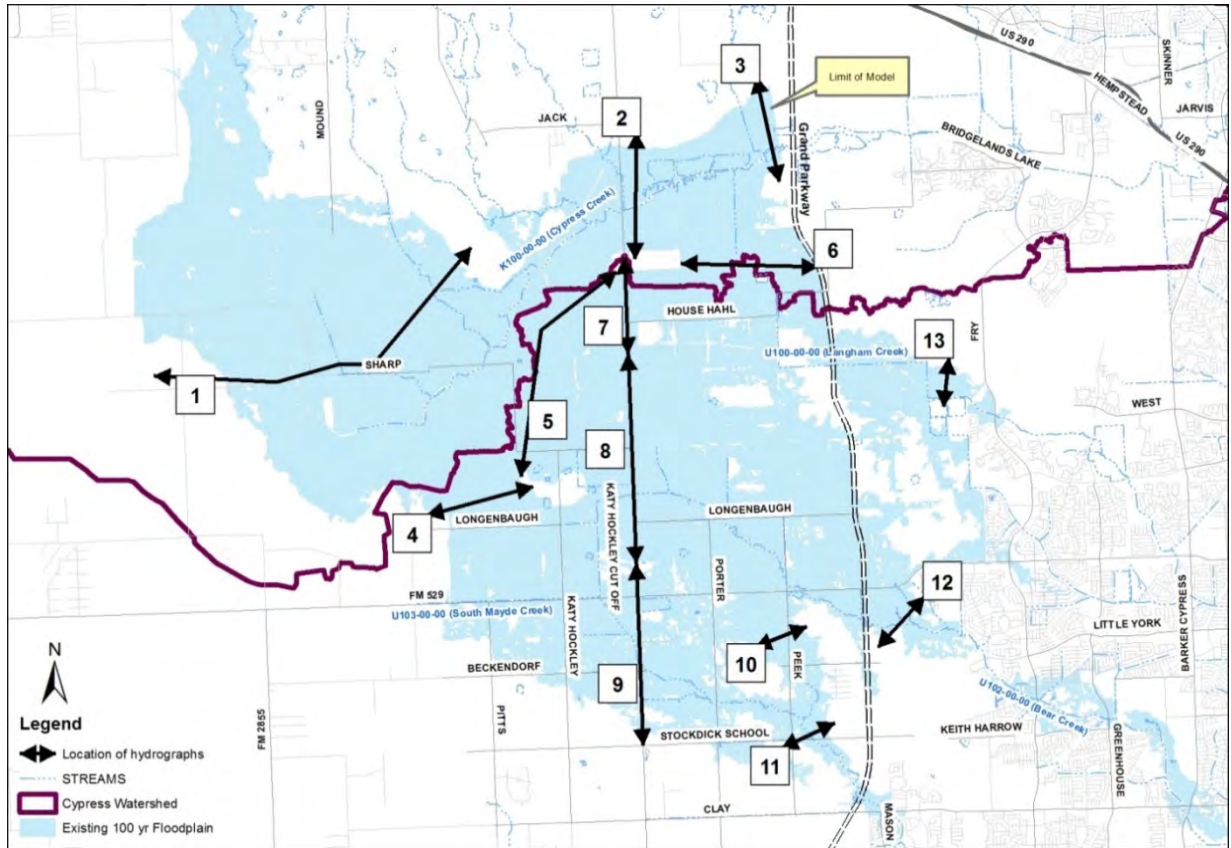 US 290
SKINNER
3
Limit of Model
HEMPSTEAD
JARVIS
MOUND
JACK
2
US 290
Grand Parkway
BRIDGELANDS LAKE
K100-00-00 (Cypress Creek)
6
HOUSE HAHL
7
FRY
13
U100-00-00 (Langham Creek)
SHARP
1
WEST
5
8
KATY HOCKLEY CUT OFF
LONGENBAUGH
LONGENBAUGH
4
PORTER
FM 529
U103-00-00 (South Mayde Creek)
12
LITTLE YORK
BARKER CYPRESS
KATY HOCKLEY
10
PEEK
BECKENDORF
9
U102-00-00 (Bear Creek)
N
PITTS
FM 2855
STOCKDICK SCHOOL
KEITH HARROW
GREENHOUSE
11
CLAY
MASON
Legend
Location of hydrographs
STREAMS
Cypress Watershed
Existing 100 yr Floodplain